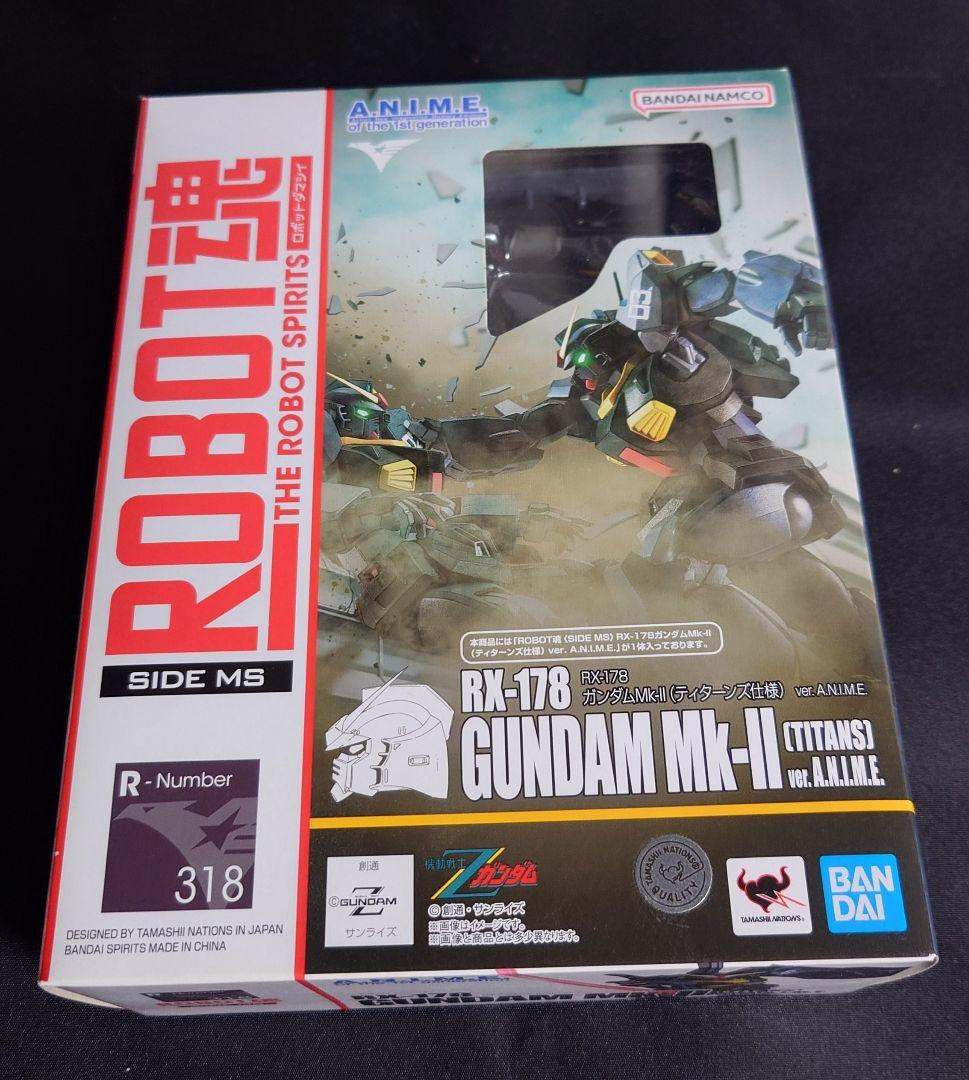 A.N.I.M.E.
of the 1st generation
BANDAI NAMCO
ROBOT魂
THE ROBOT SPIRITS
ロボットダマシイ
SIDE MS
R - Number
318
DESIGNED BY TAMASHII NATIONS IN JAPAN
BANDAI SPIRITS MADE IN CHINA
03
本商品には「ROBOT魂〈SIDE MS〉RX-178ガンダムMk-II
(ティターンズ仕様) ver. A.N.I.M.E.」が1体入っております。
RX-178
RX-178
ガンダムMk-II(ティターンズ仕様) ver. A.N.I.M.E.
GUNDAM Mk-II
(TITANS)
ver. A.N.I.M.E.
創通
©GUNDAM
サンライズ
機動戦士Zガンダム
©創通・サンライズ
※画像はイメージです。
※画像と商品とは多少異なります。
TAMASHII NATIONS®
QUALITY
TAMASHII NATIONS®
BAN
DAI
RX-178
GUNDAM Mk-II